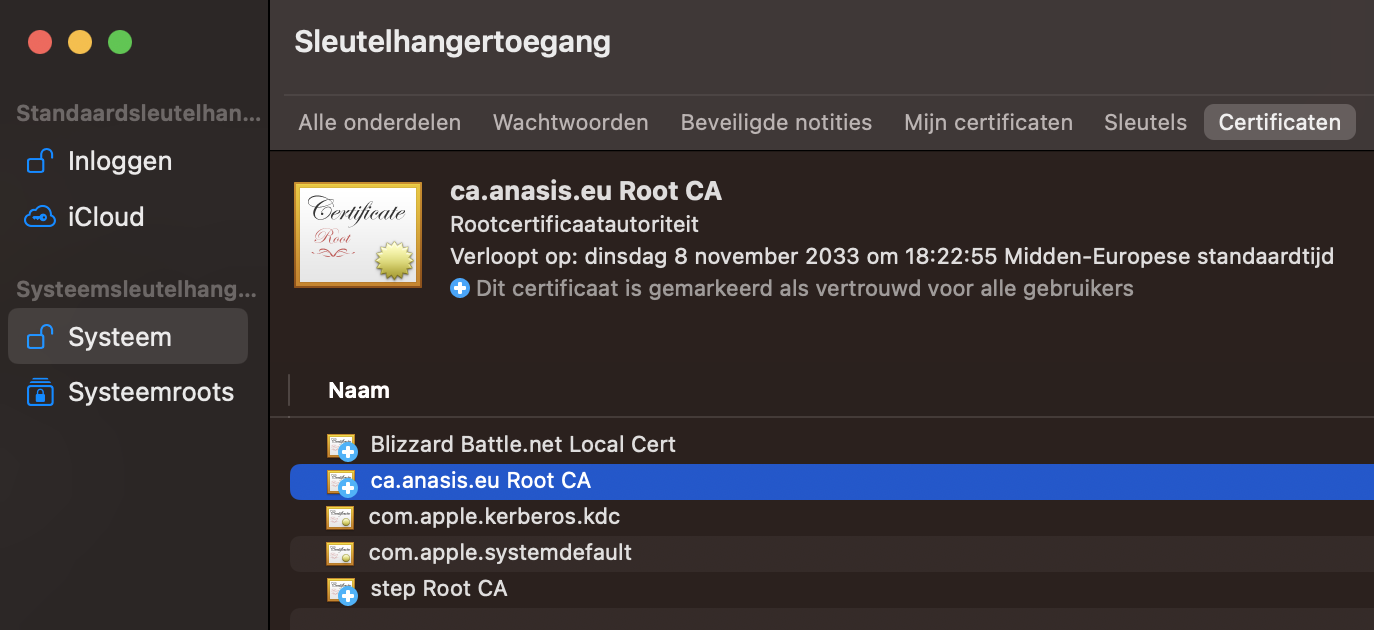 Sleutelhangertoegang
Standaardsleutelhan...
Inloggen
iCloud
Systeemsleutelhang...
Systeem
Systeemroots
Alle onderdelen
Wachtwoorden
Beveiligde notities
Mijn certificaten
Sleutels
Certificaten
Certificate
Root
ca.anasis.eu Root CA
Rootcertificaatautoriteit
Verloopt op: dinsdag 8 november 2033 om 18:22:55 Midden-Europese standaardtijd
Dit certificaat is gemarkeerd als vertrouwd voor alle gebruikers
Naam
Blizzard Battle.net Local Cert
ca.anasis.eu Root CA
com.apple.kerberos.kdc
com.apple.systemdefault
step Root CA